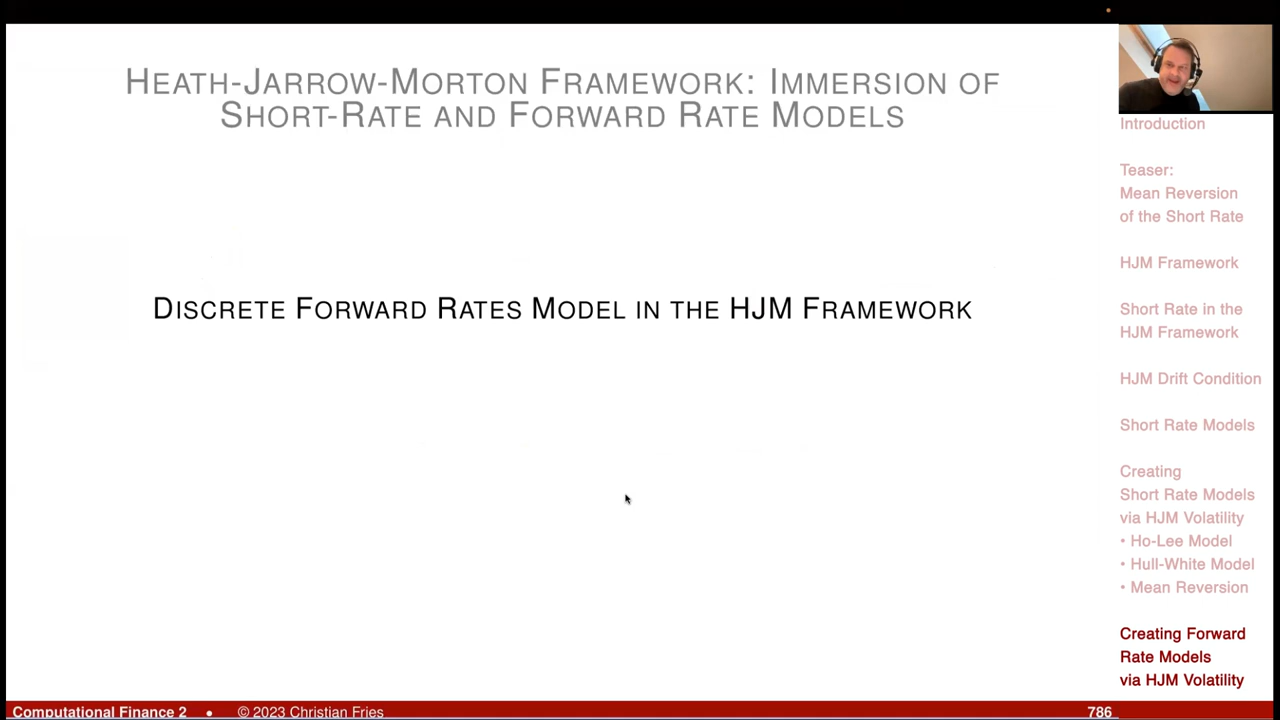 HEATH-JARROW-MORTON FRAMEWORK: IMMERSION OF
SHORT-RATE AND FORWARD RATE MODELS
DISCRETE FORWARD RATES MODEL IN THE HJM FRAMEWORK
Introduction
Teaser:
Mean Reversion
of the Short Rate
HJM Framework
Short Rate in the
HJM Framework
HJM Drift Condition
Short Rate Models
Creating
Short Rate Models
via HJM Volatility
• Ho-Lee Model
• Hull-White Model
• Mean Reversion
Creating Forward
Rate Models
via HJM Volatility
Computational Finance 2 • © 2023 Christian Fries 786